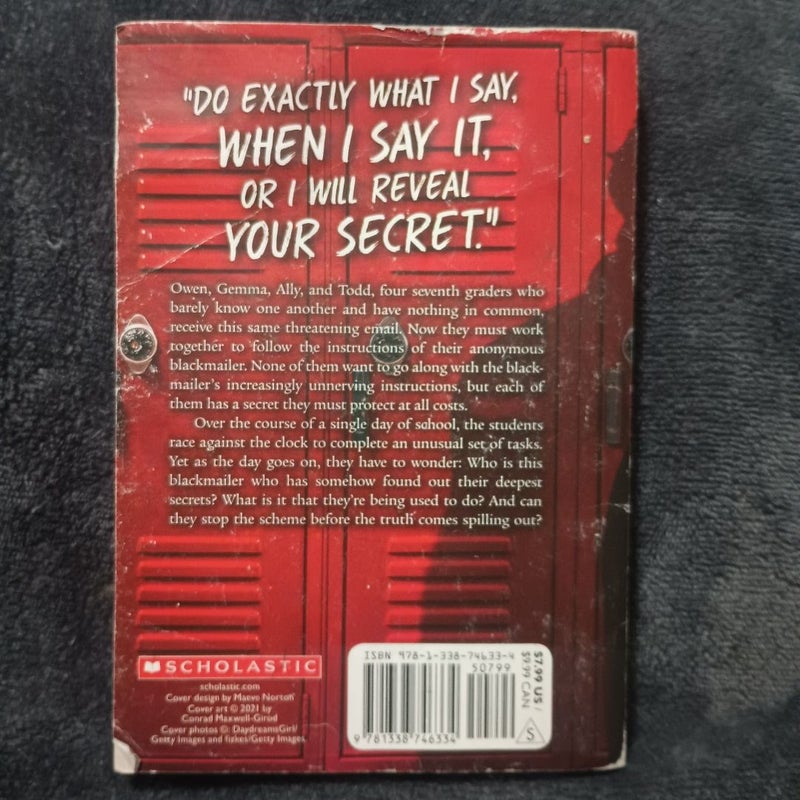 "DO EXACTLY WHAT I SAY,
WHEN I SAY IT,
OR I WILL REVEAL
YOUR SECRET."
Owen, Gemma, Ally, and Todd, four seventh graders who
barely know one another and have nothing in common,
receive this same threatening email. Now they must work
together to follow the instructions of their anonymous
blackmailer. None of them want to go along with the black-
mailer's increasingly unnerving instructions, but each of
them has a secret they must protect at all costs.
Over the course of a single day of school, the students
race against the clock to complete an unusual set of tasks.
Yet as the day goes on, they have to wonder: Who is this
blackmailer who has somehow found out their deepest
secrets? What is it that they're being used to do? And can
they stop the scheme before the truth comes spilling out?
SCHOLASTIC
scholastic.com
Cover design by Maeve Norton
Cover art © 2021 by
Conrad Maxwell-Girod
Cover photos ©: DaydreamsGirl/
Getty Images and fizkes/Getty Images
ISBN 978-1-338-74633-4
50799
9 781338 746334
S
$7.99 US /
$9.99 CAN